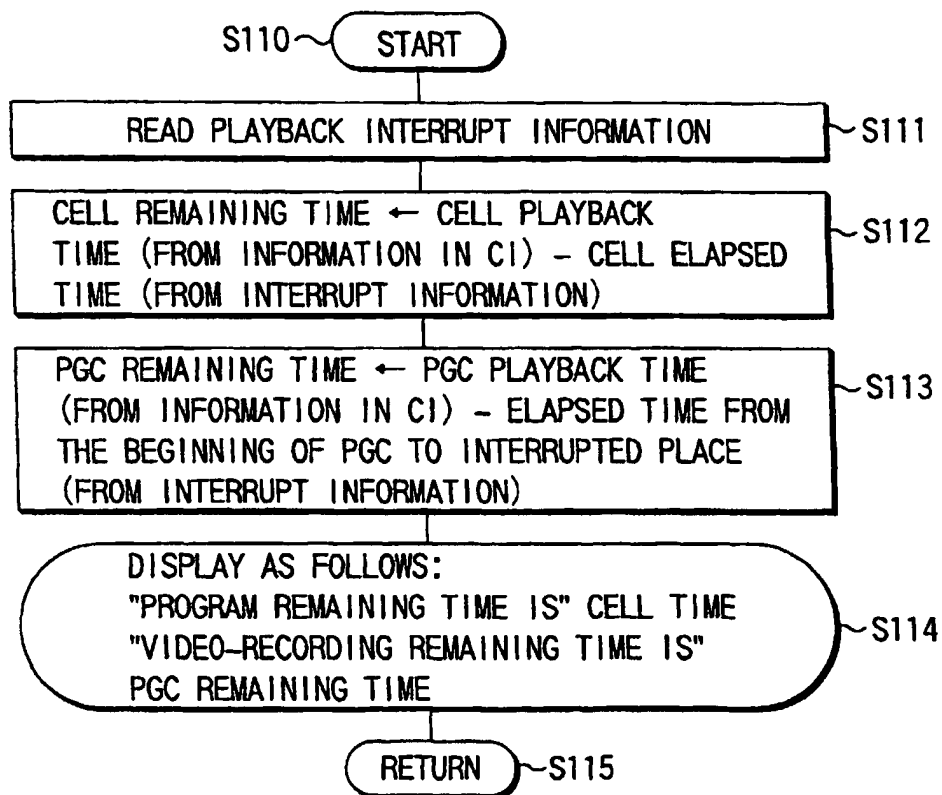 S110 START
READ PLAYBACK INTERRUPT INFORMATION S111
CELL REMAINING TIME ← CELL PLAYBACK
TIME (FROM INFORMATION IN CI) - CELL ELAPSED
TIME (FROM INTERRUPT INFORMATION)
S112
PGC REMAINING TIME ← PGC PLAYBACK TIME
(FROM INFORMATION IN CI) - ELAPSED TIME FROM
THE BEGINNING OF PGC TO INTERRUPTED PLACE
(FROM INTERRUPT INFORMATION)
S113
DISPLAY AS FOLLOWS:
"PROGRAM REMAINING TIME IS" CELL TIME
"VIDEO-RECORDING REMAINING TIME IS"
PGC REMAINING TIME
S114
RETURN S115